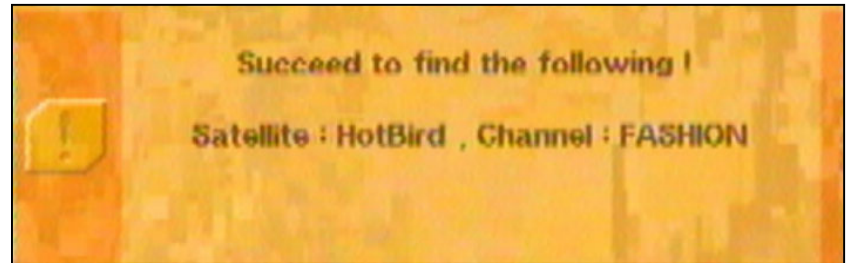 Succeed to find the following !
Satellite : HotBird , Channel : FASHION